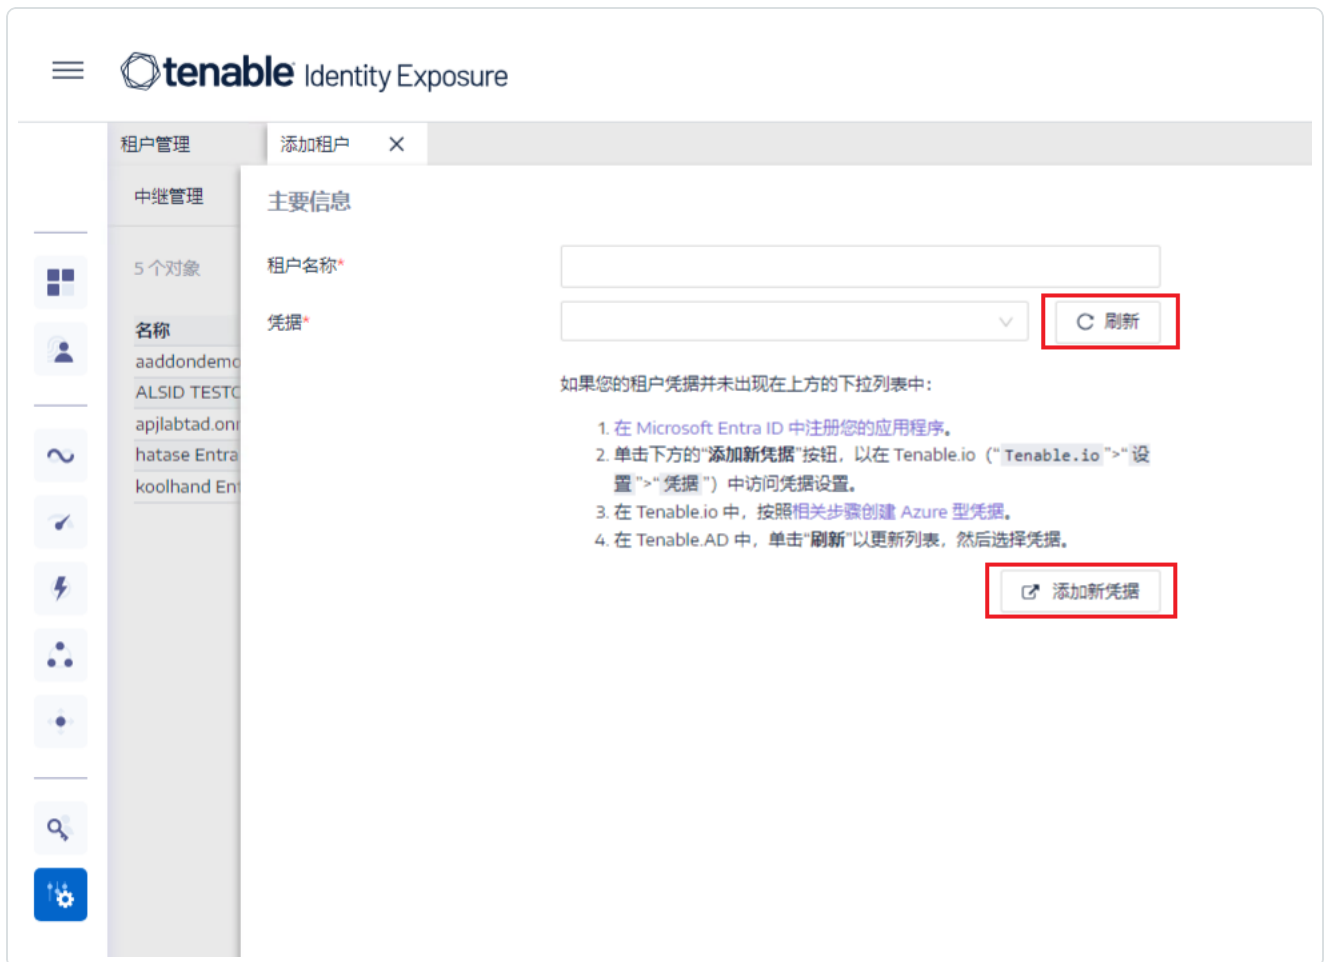 tenable Identity Exposure
租户管理
添加租户
中继管理
主要信息
5 个对象
租户名称*
凭据*
刷新
名称
aaddondemo
ALSID TESTC
apjlabtad.onr
hatase Entra
koolhand Ent
如果您的租户凭据并未出现在上方的下拉列表中：
1. 在 Microsoft Entra ID 中注册您的应用程序。
2. 单击下方的“添加新凭据”按钮，以在 Tenable.io（“Tenable.io”>“设
置”>“凭据”）中访问凭据设置。
3. 在 Tenable.io 中，按照相关步骤创建 Azure 型凭据。
4. 在 Tenable.AD 中，单击“刷新”以更新列表，然后选择凭据。
添加新凭据